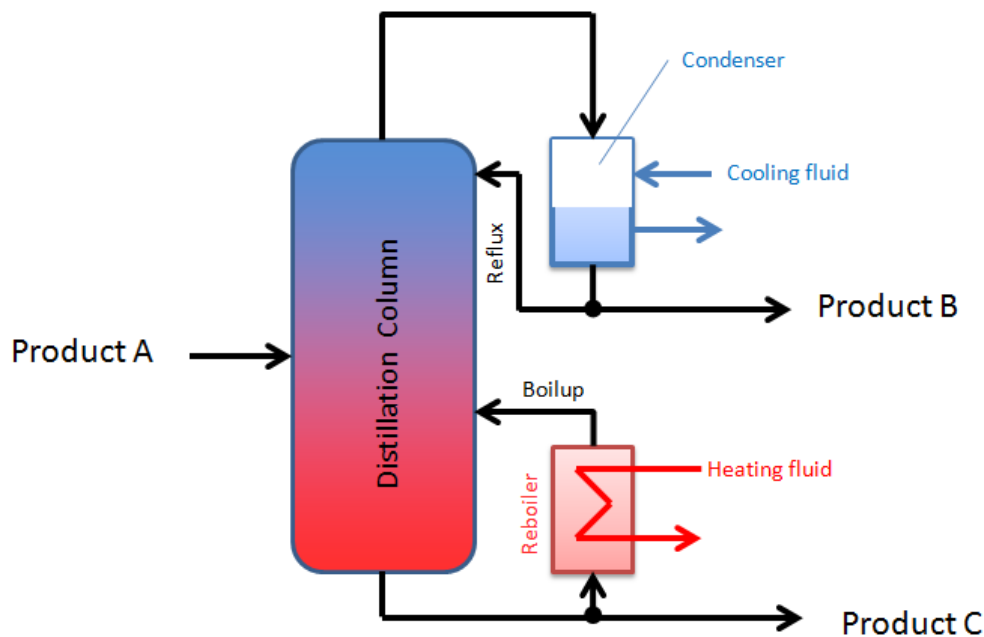 Condenser
Cooling fluid
Reflux
Product B
Distillation Column
Product A
Boilup
Heating fluid
Reboiler
Product C